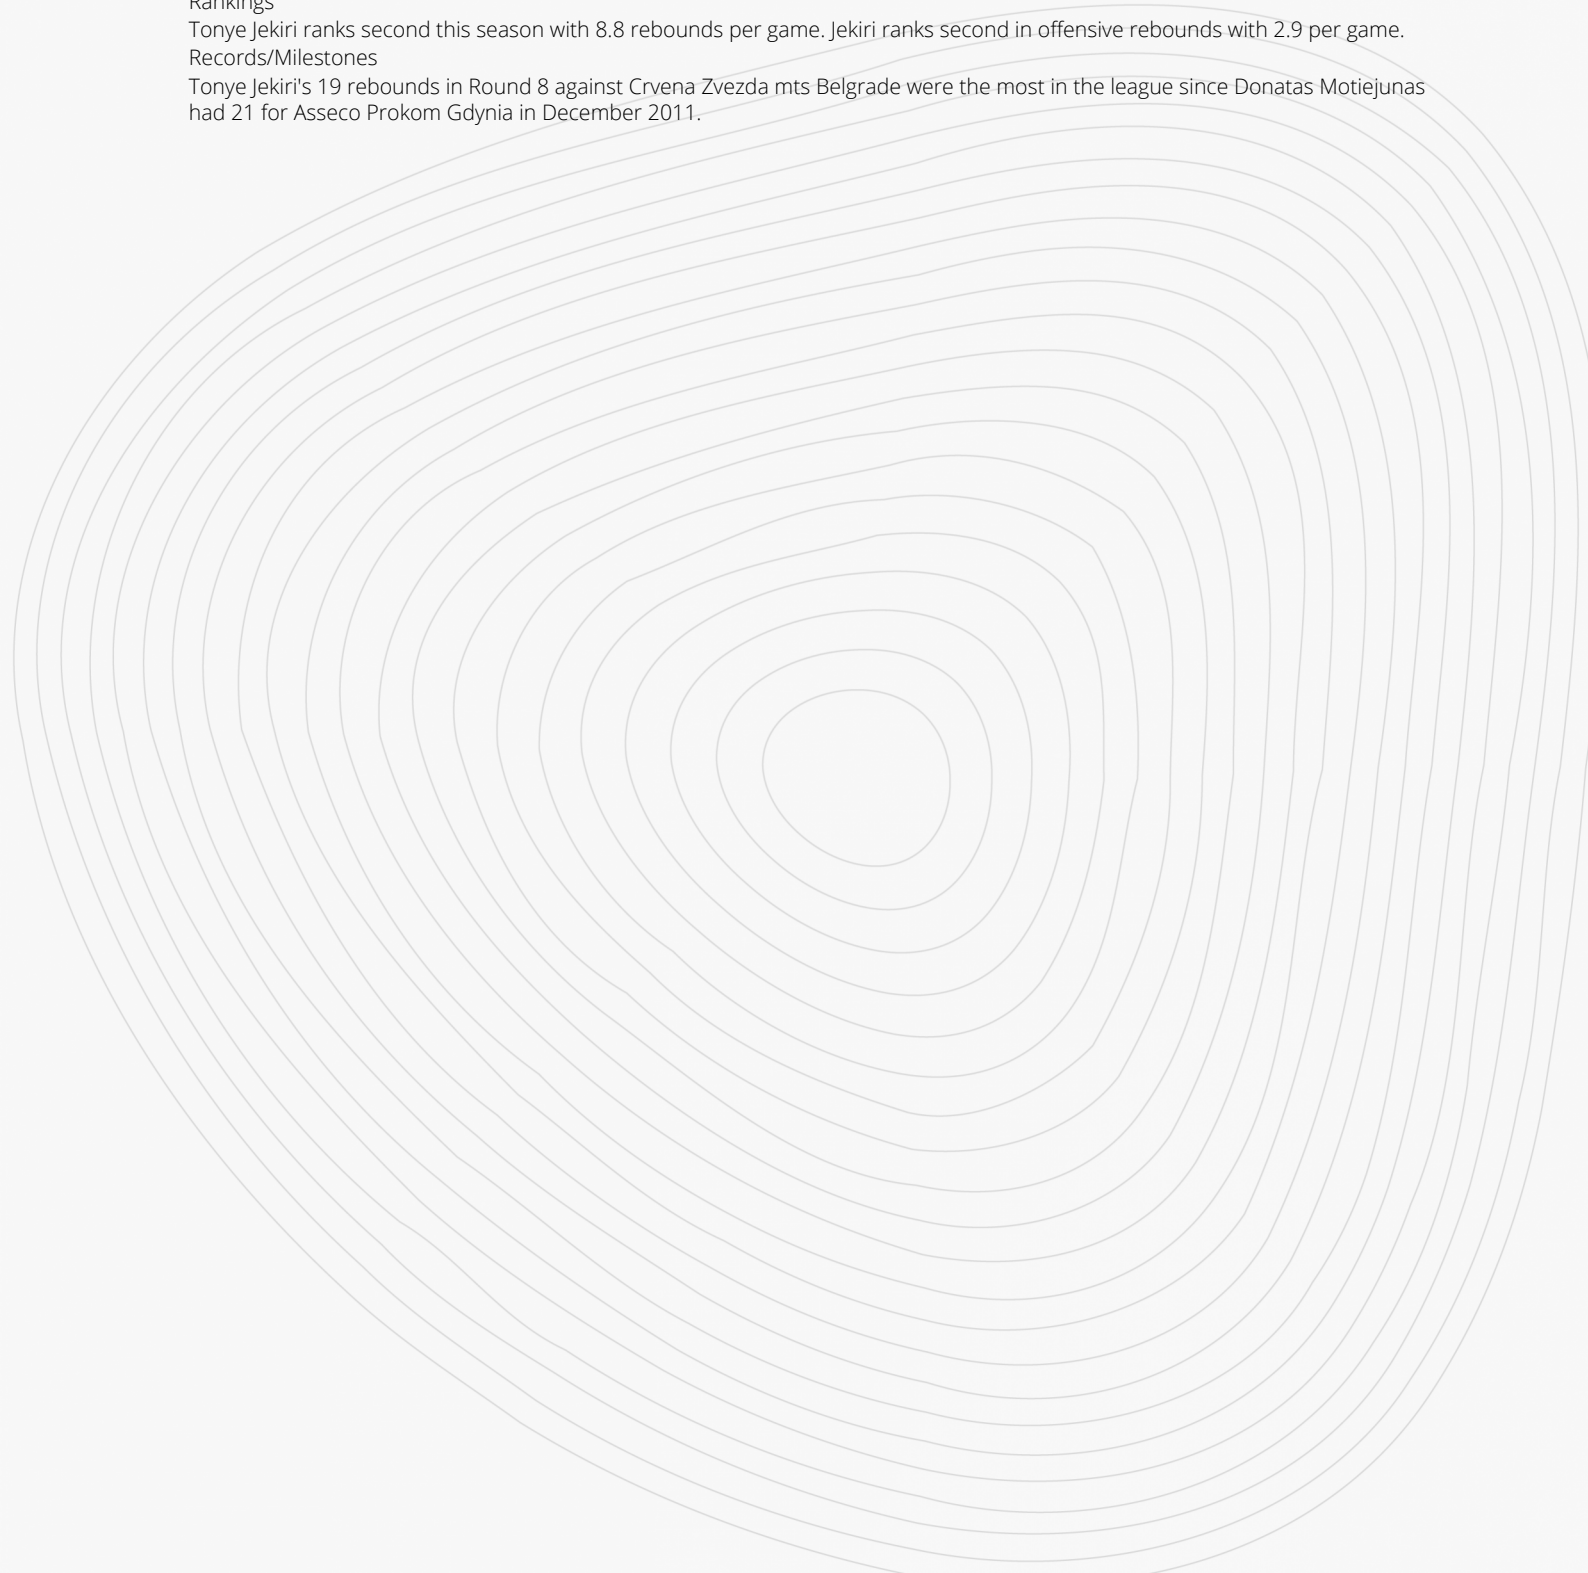 Rankings
Tonye Jekiri ranks second this season with 8.8 rebounds per game. Jekiri ranks second in offensive rebounds with 2.9 per game.
Records/Milestones
Tonye Jekiri's 19 rebounds in Round 8 against Crvena Zvezda mts Belgrade were the most in the league since Donatas Motiejunas
had 21 for Asseco Prokom Gdynia in December 2011.